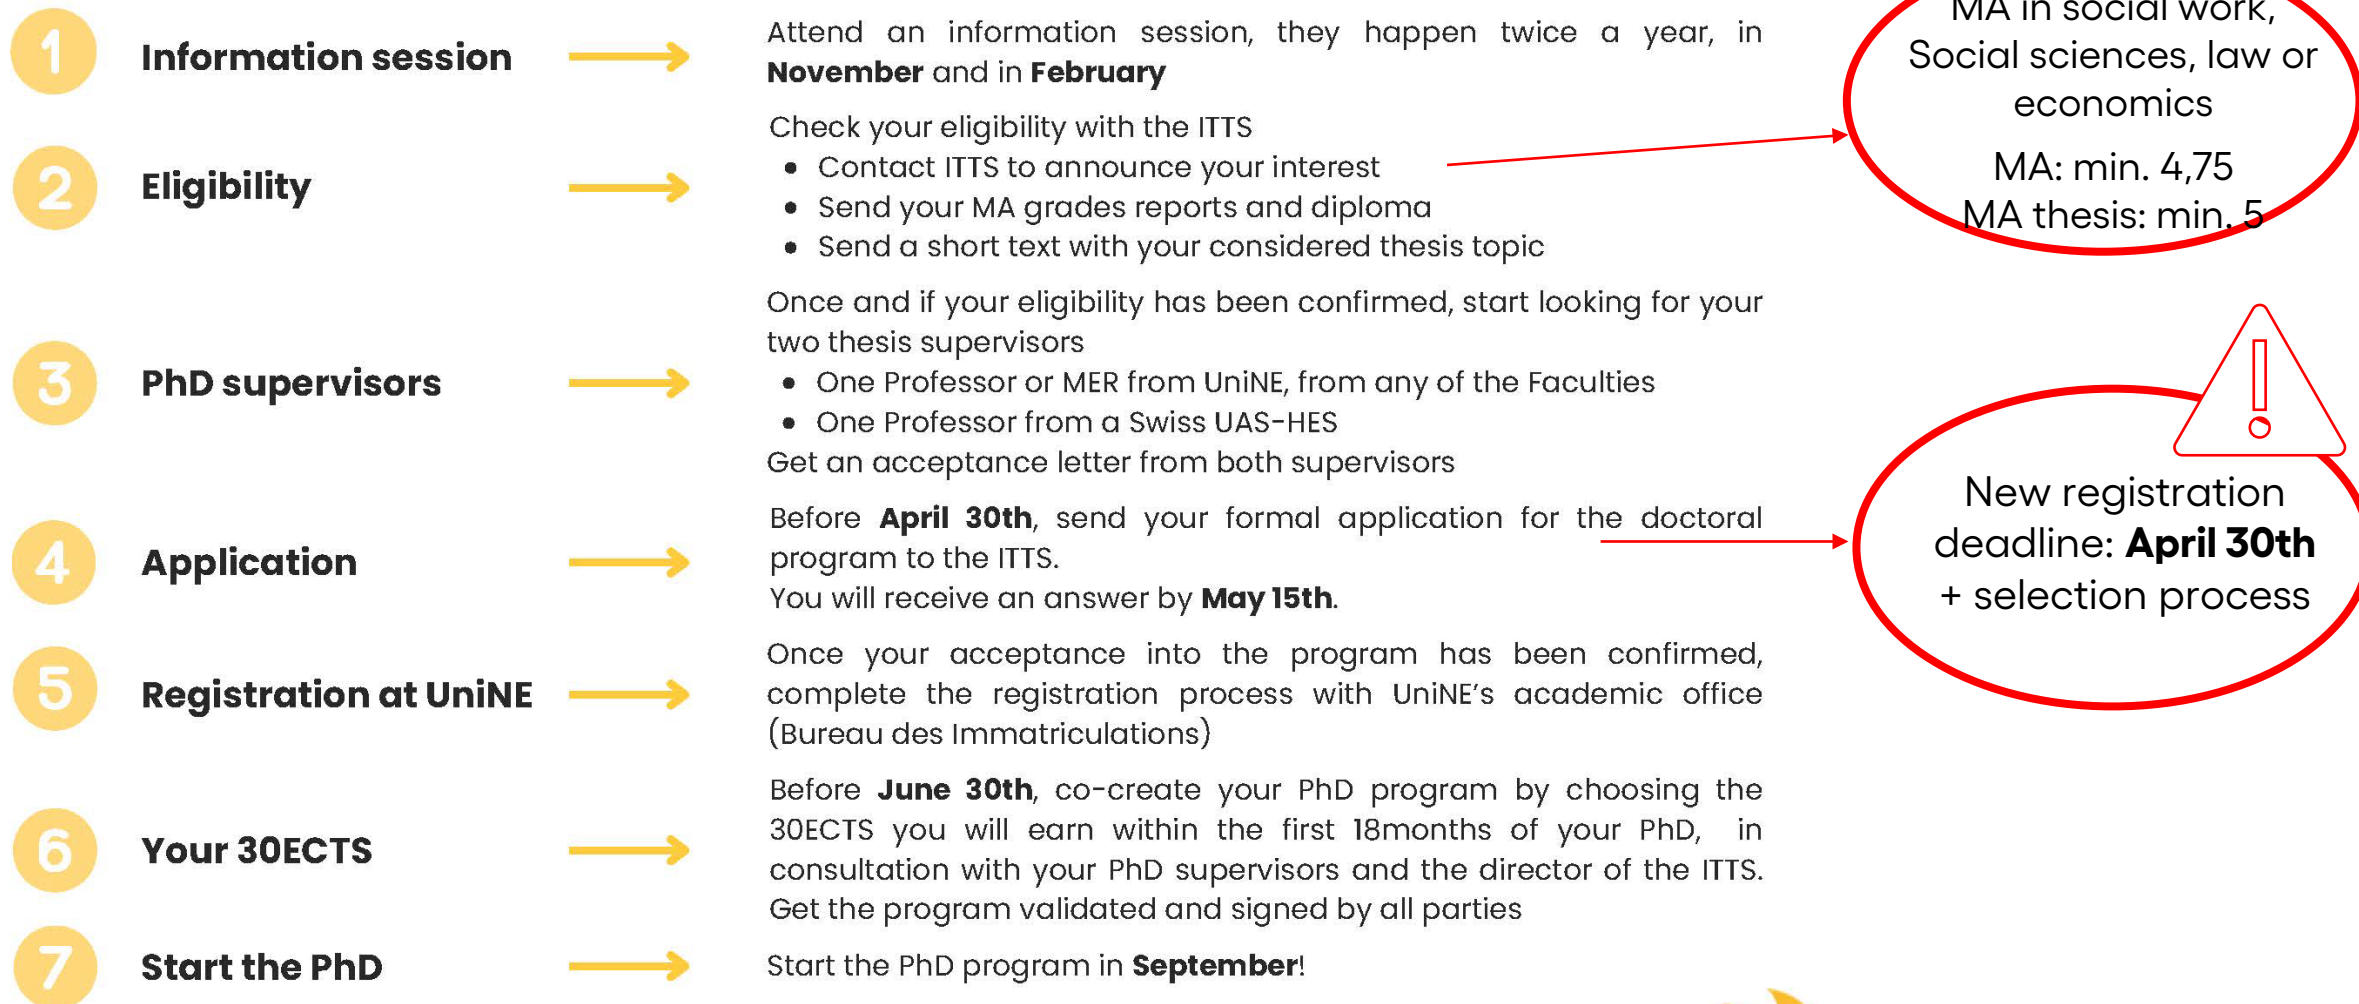 1
Information session
Attend an information session, they happen twice a year, in
November and in February
2
Eligibility
Check your eligibility with the ITTS
• Contact ITTS to announce your interest
• Send your MA grades reports and diploma
• Send a short text with your considered thesis topic
MA in social work,
Social sciences, law or
economics
MA: min. 4,75
MA thesis: min. 5
3
PhD supervisors
Once and if your eligibility has been confirmed, start looking for your
two thesis supervisors
• One Professor or MER from UniNE, from any of the Faculties
• One Professor from a Swiss UAS-HES
Get an acceptance letter from both supervisors
4
Application
Before April 30th, send your formal application for the doctoral
program to the ITTS.
You will receive an answer by May 15th.
New registration
deadline: April 30th
+ selection process
5
Registration at UniNE
Once your acceptance into the program has been confirmed,
complete the registration process with UniNE’s academic office
(Bureau des Immatriculations)
6
Your 30ECTS
Before June 30th, co-create your PhD program by choosing the
30ECTS you will earn within the first 18months of your PhD, in
consultation with your PhD supervisors and the director of the ITTS.
Get the program validated and signed by all parties
7
Start the PhD
Start the PhD program in September!